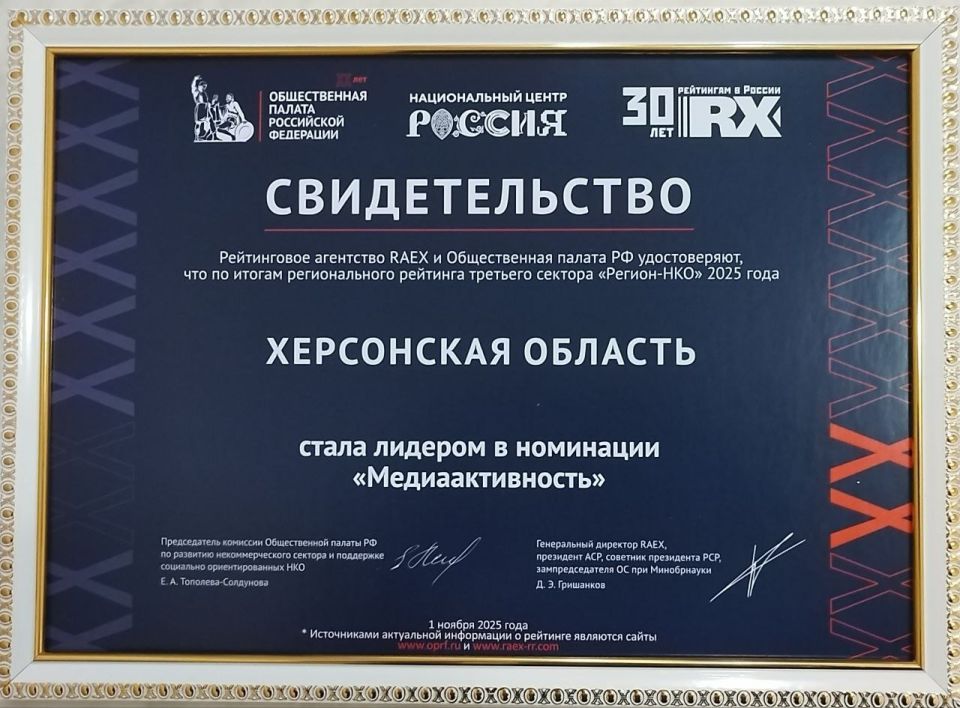 XX лет
ОБЩЕСТВЕННАЯ
ПАЛАТА
РОССИЙСКОЙ
ФЕДЕРАЦИИ
НАЦИОНАЛЬНЫЙ ЦЕНТР
РОССИЯ
30 ЛЕТ
РЕЙТИНГАМ В РОССИИ
RX
СВИДЕТЕЛЬСТВО
Рейтинговое агентство RAEX и Общественная палата РФ удостоверяют,
что по итогам регионального рейтинга третьего сектора «Регион-НКО» 2025 года
ХЕРСОНСКАЯ ОБЛАСТЬ
стала лидером в номинации
«Медиаактивность»
Председатель комиссии Общественной палаты РФ
по развитию некоммерческого сектора и поддержке
социально ориентированных НКО
Е. А. Тополева-Солдунова
Генеральный директор RAEX,
президент АСР, советник президента РСР,
зампредседателя ОС при Минобрнауки
Д. Э. Гришанков
1 ноября 2025 года
* Источниками актуальной информации о рейтинге являются сайты
www.oprf.ru и www.raex-rr.com